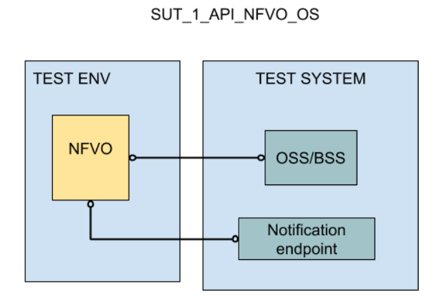 SUT_1_API_NFVO_OS
TEST ENV
TEST SYSTEM
NFVO
OSS/BSS
Notification
endpoint